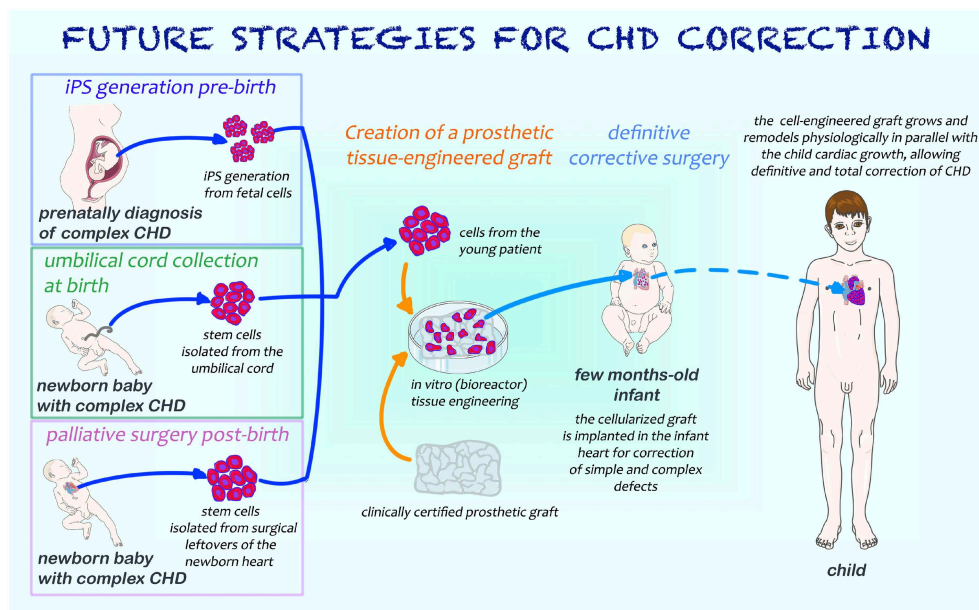 FUTURE STRATEGIES FOR CHD CORRECTION
iPS generation pre-birth
iPS generation
from fetal cells
prenatally diagnosis
of complex CHD
umbilical cord collection
at birth
stem cells
isolated from the
umbilical cord
newborn baby
with complex CHD
palliative surgery post-birth
stem cells
isolated from surgical
leftovers of the
newborn heart
newborn baby
with complex CHD
Creation of a prosthetic
tissue-engineered graft
cells from the
young patient
in vitro (bioreactor)
tissue engineering
clinically certified prosthetic graft
definitive
corrective surgery
few months-old
infant
the cellularized graft
is implanted in the infant
heart for correction
of simple and complex
defects
the cell-engineered graft grows and
remodels physiologically in parallel with
the child cardiac growth, allowing
definitive and total correction of CHD
child